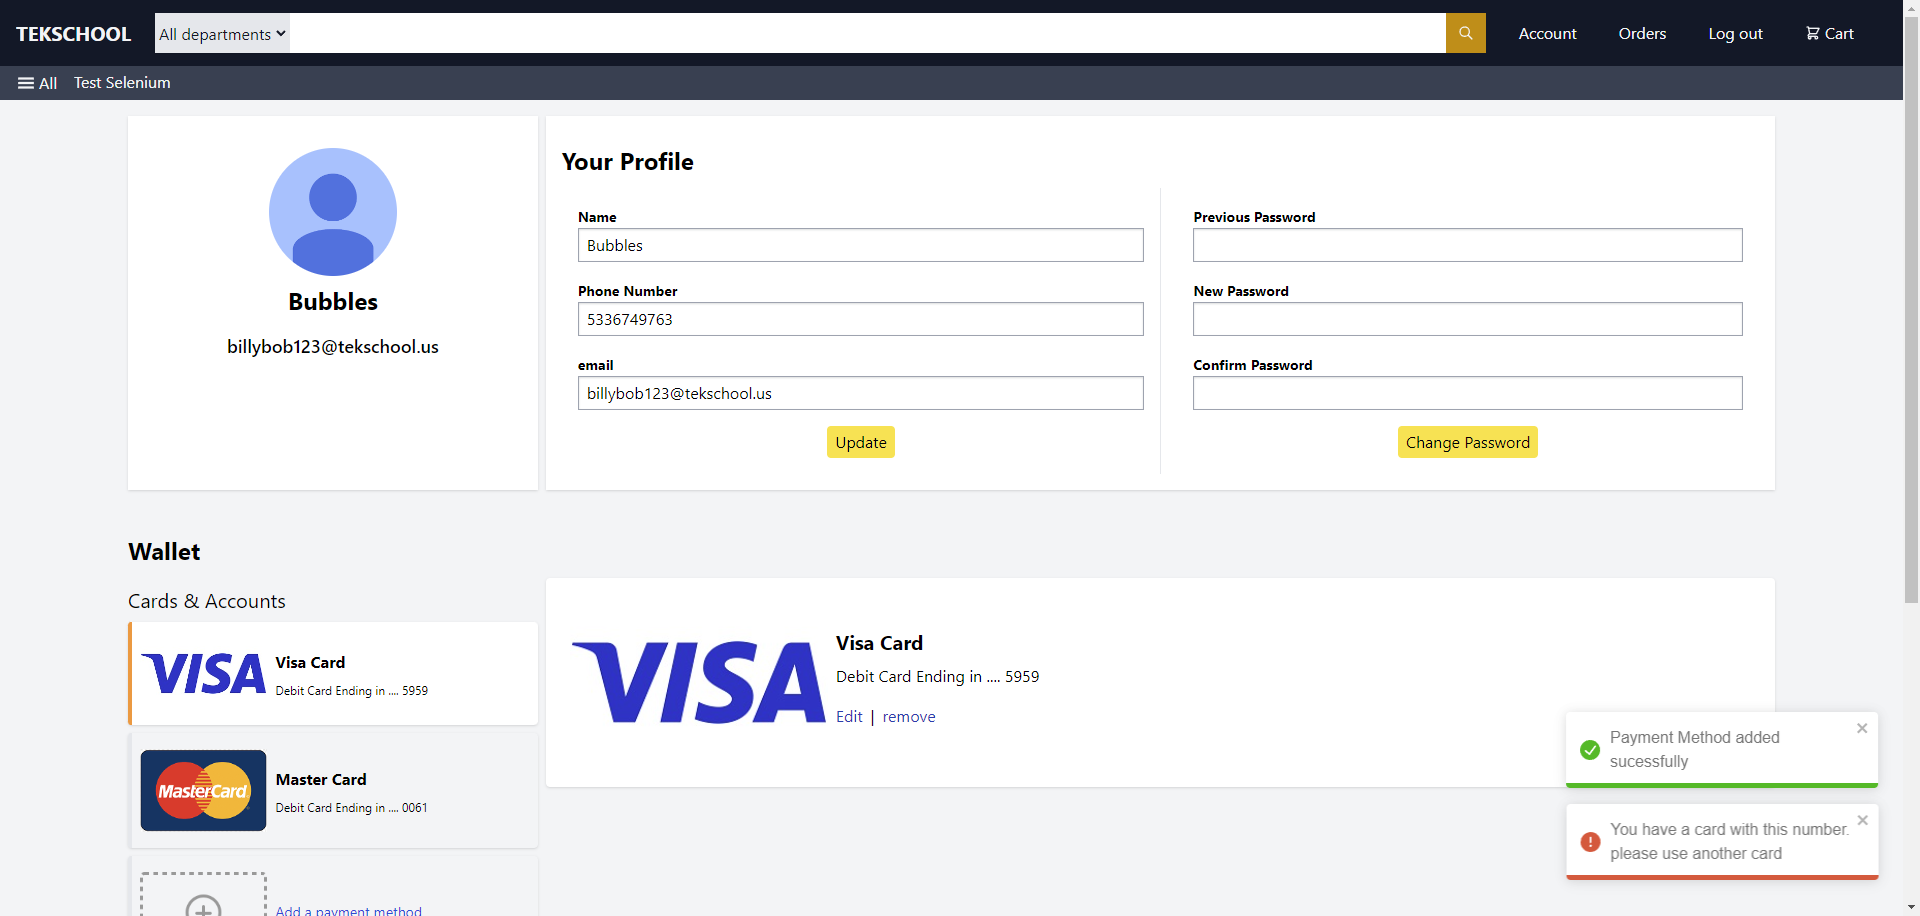 TEKSCHOOL
All departments
Account
Orders
Log out
Cart
All
Test Selenium
Bubbles
billybob123@tekschool.us
Your Profile
Name
Bubbles
Phone Number
5336749763
email
billybob123@tekschool.us
Update
Previous Password
New Password
Confirm Password
Change Password
Wallet
Cards & Accounts
VISA
Visa Card
Debit Card Ending in .... 5959
MasterCard
Master Card
Debit Card Ending in .... 0061
Add a payment method
VISA
Visa Card
Debit Card Ending in .... 5959
Edit | remove
Payment Method added
sucessfully
You have a card with this number.
please use another card